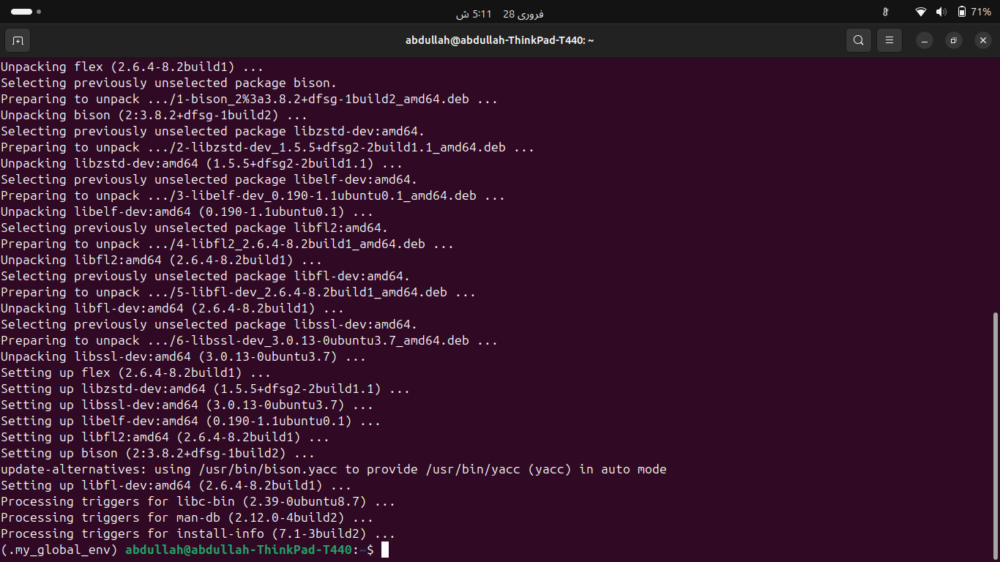 فروری 28   5:11 ش
71%
abdullah@abdullah-ThinkPad-T440: ~
Unpacking flex (2.6.4-8.2build1) ...
Selecting previously unselected package bison.
Preparing to unpack .../1-bison_2%3a3.8.2+dfsg-1build2_amd64.deb ...
Unpacking bison (2:3.8.2+dfsg-1build2) ...
Selecting previously unselected package libzstd-dev:amd64.
Preparing to unpack .../2-libzstd-dev_1.5.5+dfsg2-2build1.1_amd64.deb ...
Unpacking libzstd-dev:amd64 (1.5.5+dfsg2-2build1.1) ...
Selecting previously unselected package libelf-dev:amd64.
Preparing to unpack .../3-libelf-dev_0.190-1.1ubuntu0.1_amd64.deb ...
Unpacking libelf-dev:amd64 (0.190-1.1ubuntu0.1) ...
Selecting previously unselected package libfl2:amd64.
Preparing to unpack .../4-libfl2_2.6.4-8.2build1_amd64.deb ...
Unpacking libfl2:amd64 (2.6.4-8.2build1) ...
Selecting previously unselected package libfl-dev:amd64.
Preparing to unpack .../5-libfl-dev_2.6.4-8.2build1_amd64.deb ...
Unpacking libfl-dev:amd64 (2.6.4-8.2build1) ...
Selecting previously unselected package libssl-dev:amd64.
Preparing to unpack .../6-libssl-dev_3.0.13-0ubuntu3.7_amd64.deb ...
Unpacking libssl-dev:amd64 (3.0.13-0ubuntu3.7) ...
Setting up flex (2.6.4-8.2build1) ...
Setting up libzstd-dev:amd64 (1.5.5+dfsg2-2build1.1) ...
Setting up libssl-dev:amd64 (3.0.13-0ubuntu3.7) ...
Setting up libelf-dev:amd64 (0.190-1.1ubuntu0.1) ...
Setting up libfl2:amd64 (2.6.4-8.2build1) ...
Setting up bison (2:3.8.2+dfsg-1build2) ...
update-alternatives: using /usr/bin/bison.yacc to provide /usr/bin/yacc (yacc) in auto mode
Setting up libfl-dev:amd64 (2.6.4-8.2build1) ...
Processing triggers for libc-bin (2.39-0ubuntu8.7) ...
Processing triggers for man-db (2.12.0-4build2) ...
Processing triggers for install-info (7.1-3build2) ...
(.my_global_env) abdullah@abdullah-ThinkPad-T440:~$